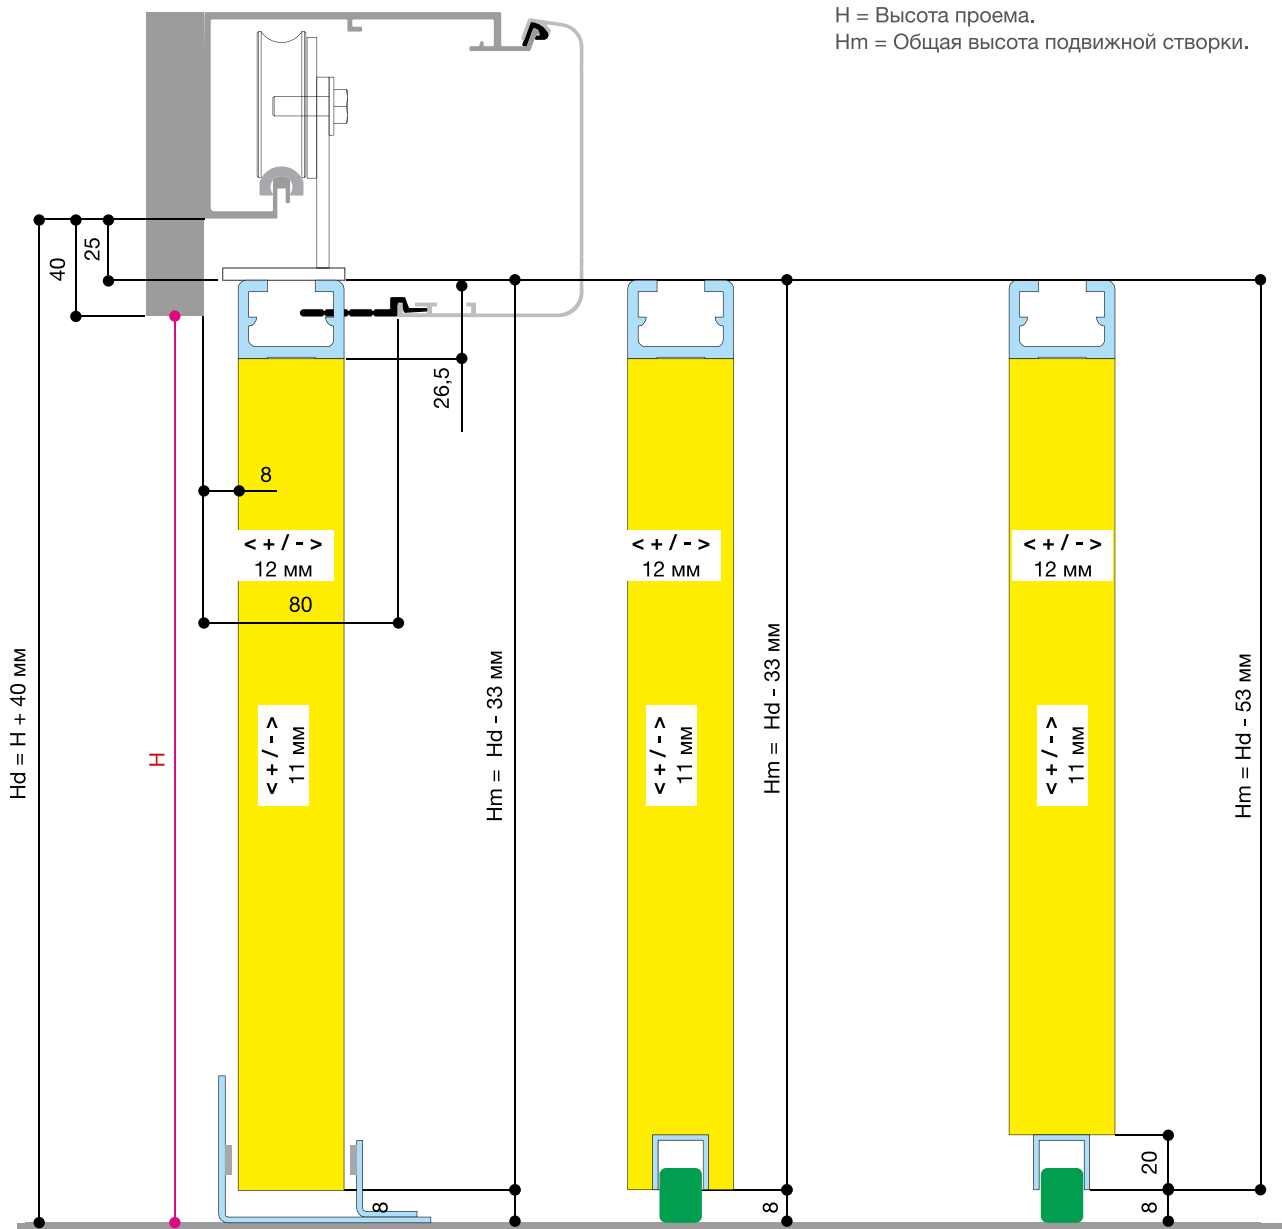 H = Высота проема.
Hm = Общая высота подвижной створки.
40
25
26,5
8
< + / - >
12 мм
80
< + / - >
12 мм
< + / - >
12 мм
Hd = H + 40 мм
H
< + / - >
11 мм
Hm = Hd - 33 мм
< + / - >
11 мм
Hm = Hd - 33 мм
< + / - >
11 мм
Hm = Hd - 53 мм
20
8
8
8